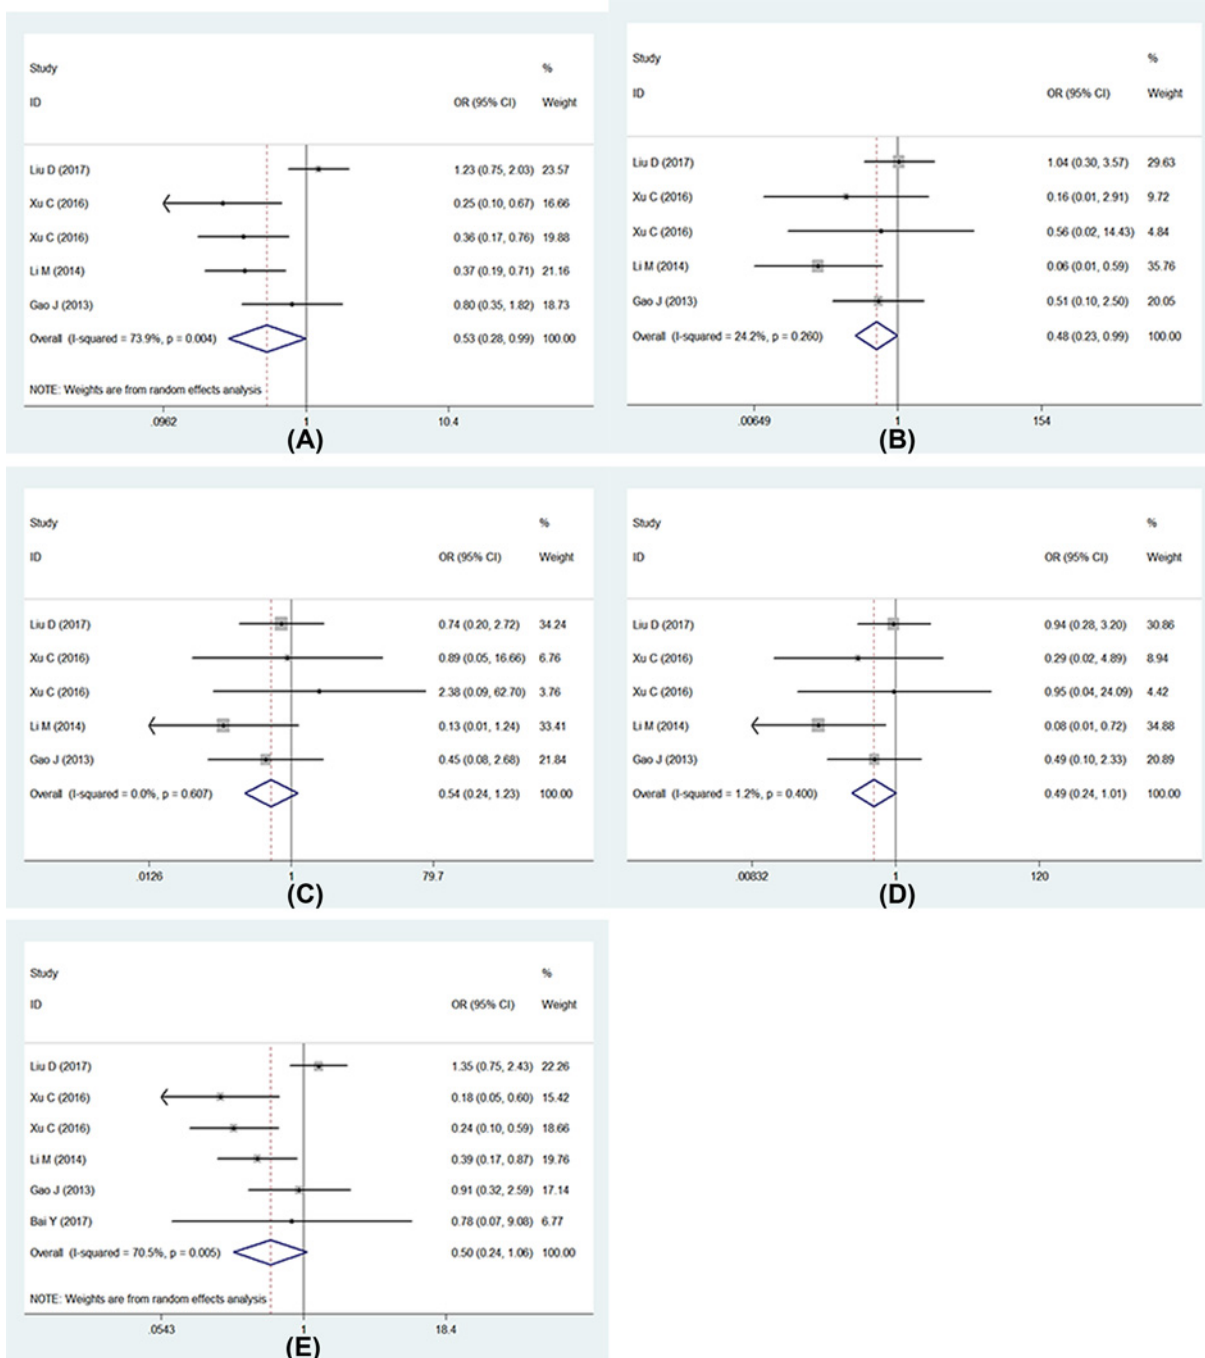 Study %
ID OR (95% CI) Weight
Liu D (2017) 1.23 (0.75, 2.03) 23.57
Xu C (2016) 0.25 (0.10, 0.67) 16.66
Xu C (2016) 0.36 (0.17, 0.76) 19.88
Li M (2014) 0.37 (0.19, 0.71) 21.16
Gao J (2013) 0.80 (0.35, 1.82) 18.73
Overall (I-squared = 73.9%, p = 0.004) 0.53 (0.28, 0.99) 100.00
NOTE: Weights are from random effects analysis
.0962 1 10.4
(A)
Study %
ID OR (95% CI) Weight
Liu D (2017) 1.04 (0.30, 3.57) 29.63
Xu C (2016) 0.16 (0.01, 2.91) 9.72
Xu C (2016) 0.56 (0.02, 14.43) 4.84
Li M (2014) 0.06 (0.01, 0.59) 35.76
Gao J (2013) 0.51 (0.10, 2.50) 20.05
Overall (I-squared = 24.2%, p = 0.260) 0.48 (0.23, 0.99) 100.00
.00649 1 154
(B)
Study %
ID OR (95% CI) Weight
Liu D (2017) 0.74 (0.20, 2.72) 34.24
Xu C (2016) 0.89 (0.05, 16.66) 6.76
Xu C (2016) 2.38 (0.09, 62.70) 3.76
Li M (2014) 0.13 (0.01, 1.24) 33.41
Gao J (2013) 0.45 (0.08, 2.68) 21.84
Overall (I-squared = 0.0%, p = 0.607) 0.54 (0.24, 1.23) 100.00
.0126 1 79.7
(C)
Study %
ID OR (95% CI) Weight
Liu D (2017) 0.94 (0.28, 3.20) 30.86
Xu C (2016) 0.29 (0.02, 4.89) 8.94
Xu C (2016) 0.95 (0.04, 24.09) 4.42
Li M (2014) 0.08 (0.01, 0.72) 34.88
Gao J (2013) 0.49 (0.10, 2.33) 20.89
Overall (I-squared = 1.2%, p = 0.400) 0.49 (0.24, 1.01) 100.00
.00832 1 120
(D)
Study %
ID OR (95% CI) Weight
Liu D (2017) 1.35 (0.75, 2.43) 22.26
Xu C (2016) 0.18 (0.05, 0.60) 15.42
Xu C (2016) 0.24 (0.10, 0.59) 18.66
Li M (2014) 0.39 (0.17, 0.87) 19.76
Gao J (2013) 0.91 (0.32, 2.59) 17.14
Bai Y (2017) 0.78 (0.07, 9.08) 6.77
Overall (I-squared = 70.5%, p = 0.005) 0.50 (0.24, 1.06) 100.00
NOTE: Weights are from random effects analysis
.0543 1 18.4
(E)